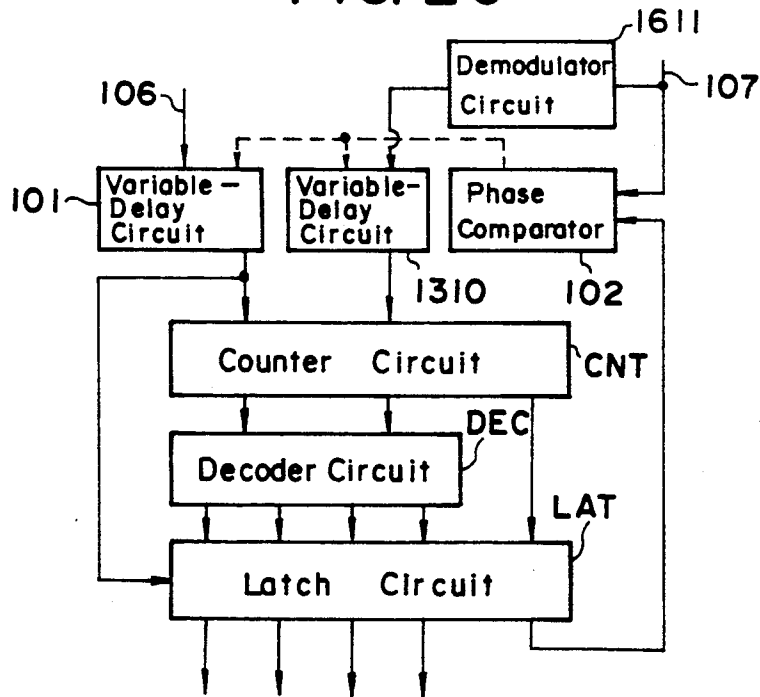 1611
Demodulator
Circuit
107
106
101
Variable-
Delay
Circuit
Variable-
Delay
Circuit
1310
Phase
Comparator
102
Counter Circuit
CNT
DEC
Decoder Circuit
LAT
Latch Circuit